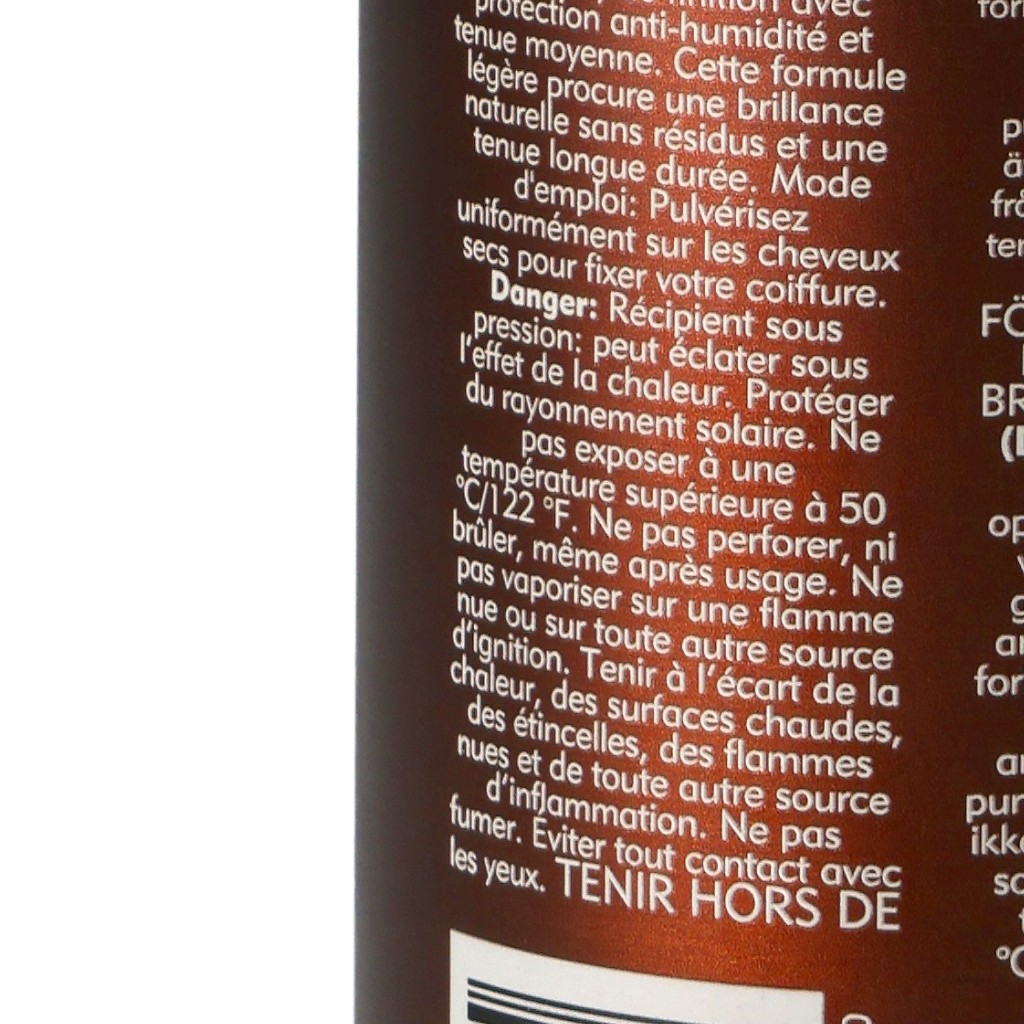 finition avec
protection anti-humidité et
tenue moyenne. Cette formule
légère procure une brillance
naturelle sans résidus et une
tenue longue durée. Mode
d'emploi: Pulvérisez
uniformément sur les cheveux
secs pour fixer votre coiffure.
Danger: Récipient sous
pression: peut éclater sous
l'effet de la chaleur. Protéger
du rayonnement solaire. Ne
pas exposer à une
température supérieure à 50
°C/122 °F. Ne pas perforer, ni
brûler, même après usage. Ne
pas vaporiser sur une flamme
nue ou sur toute autre source
d'ignition. Tenir à l'écart de la
chaleur, des surfaces chaudes,
des étincelles, des flammes
nues et de toute autre source
d'inflammation. Ne pas
fumer. Éviter tout contact avec
les yeux. TENIR HORS DE